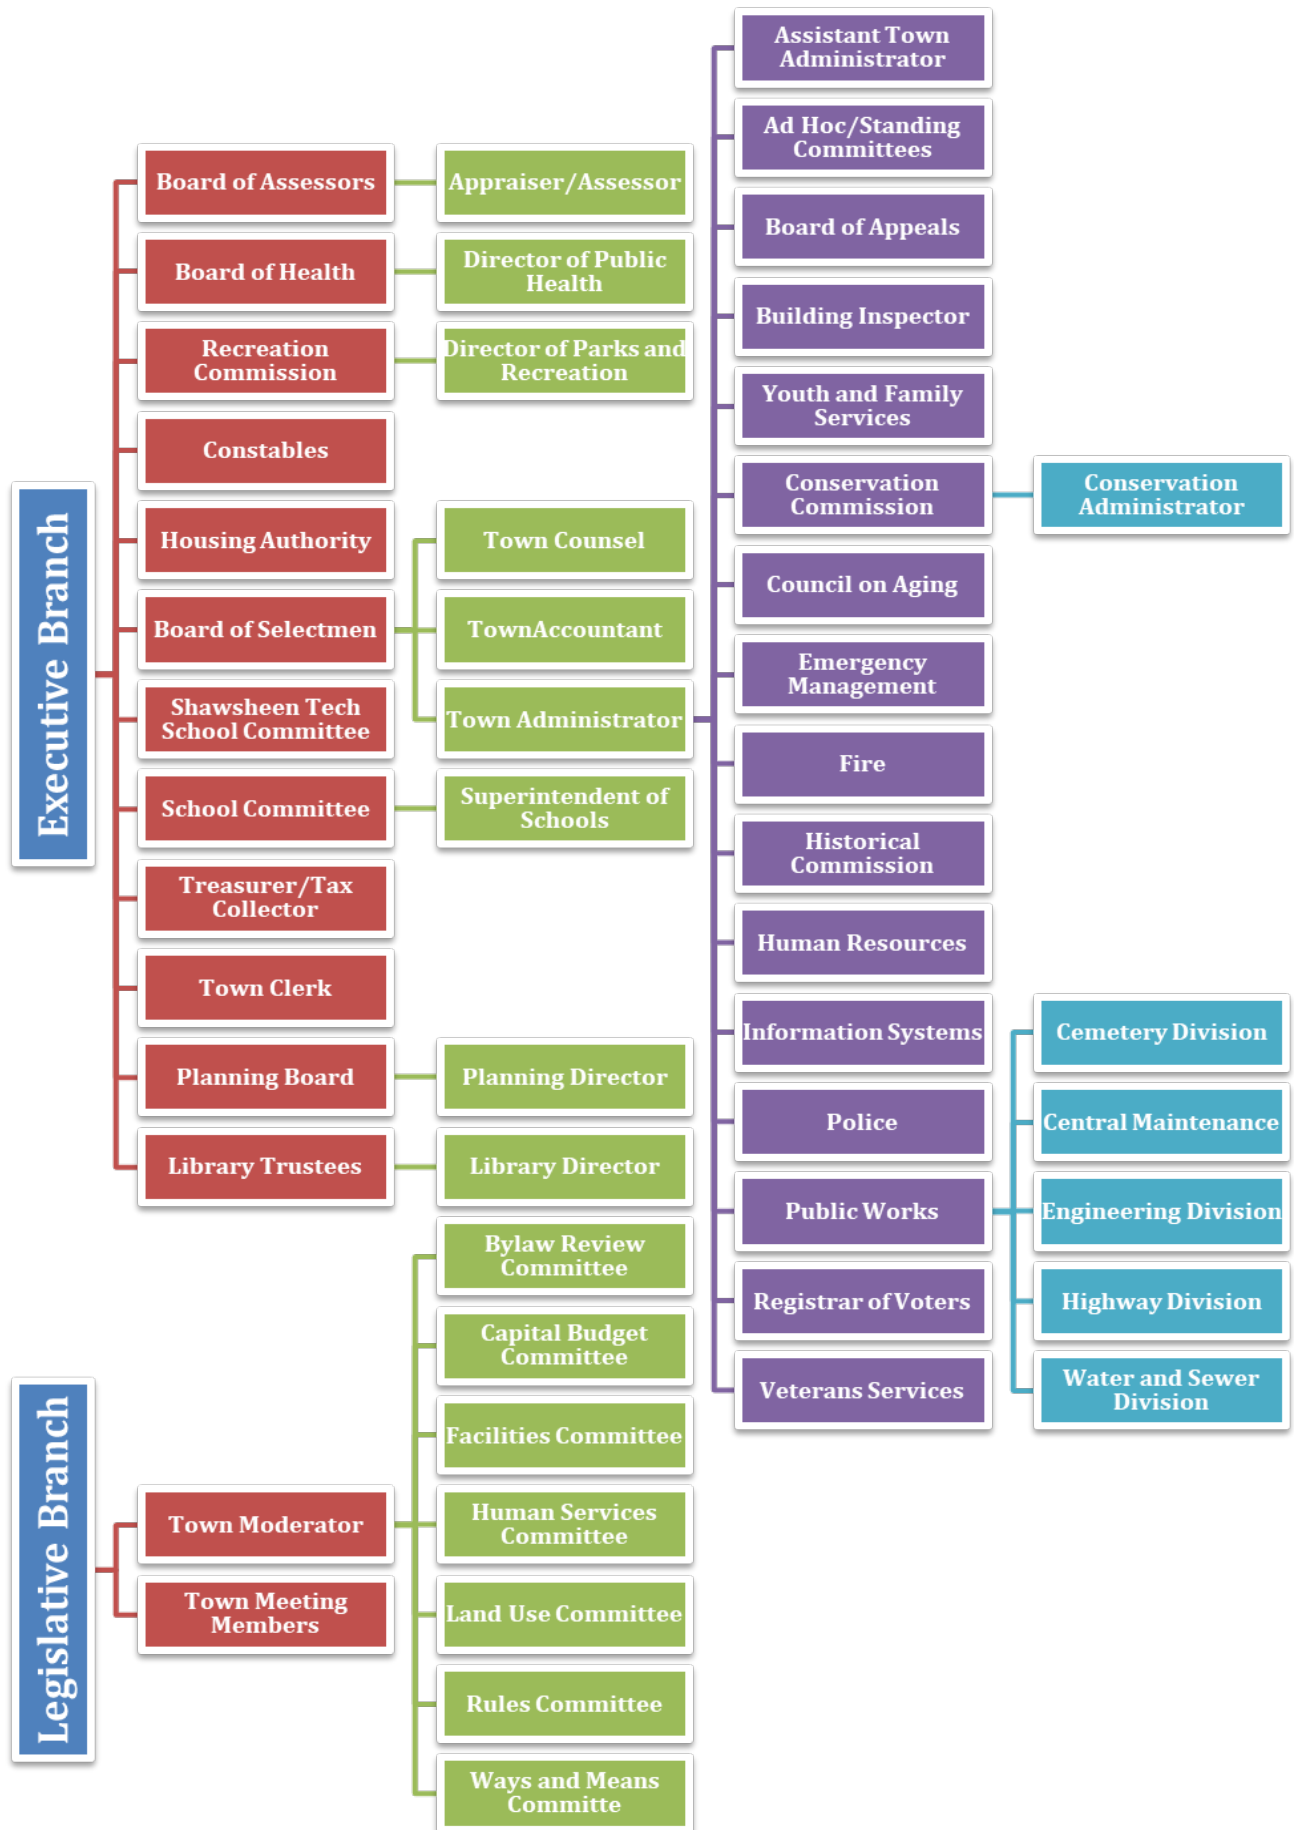 Executive Branch
Board of Assessors
Board of Health
Recreation
Commission
Constables
Housing Authority
Board of Selectmen
Shawsheen Tech
School Committee
School Committee
Treasurer/Tax
Collector
Town Clerk
Planning Board
Library Trustees
Appraiser/Assessor
Director of Public
Health
Director of Parks and
Recreation
Town Counsel
TownAccountant
Town Administrator
Superintendent of
Schools
Planning Director
Library Director
Assistant Town
Administrator
Ad Hoc/Standing
Committees
Board of Appeals
Building Inspector
Youth and Family
Services
Conservation
Commission
Council on Aging
Emergency
Management
Fire
Historical
Commission
Human Resources
Information Systems
Police
Public Works
Registrar of Voters
Veterans Services
Conservation
Administrator
Cemetery Division
Central Maintenance
Engineering Division
Highway Division
Water and Sewer
Division
Legislative Branch
Town Moderator
Town Meeting
Members
Bylaw Review
Committee
Capital Budget
Committee
Facilities Committee
Human Services
Committee
Land Use Committee
Rules Committee
Ways and Means
Committe